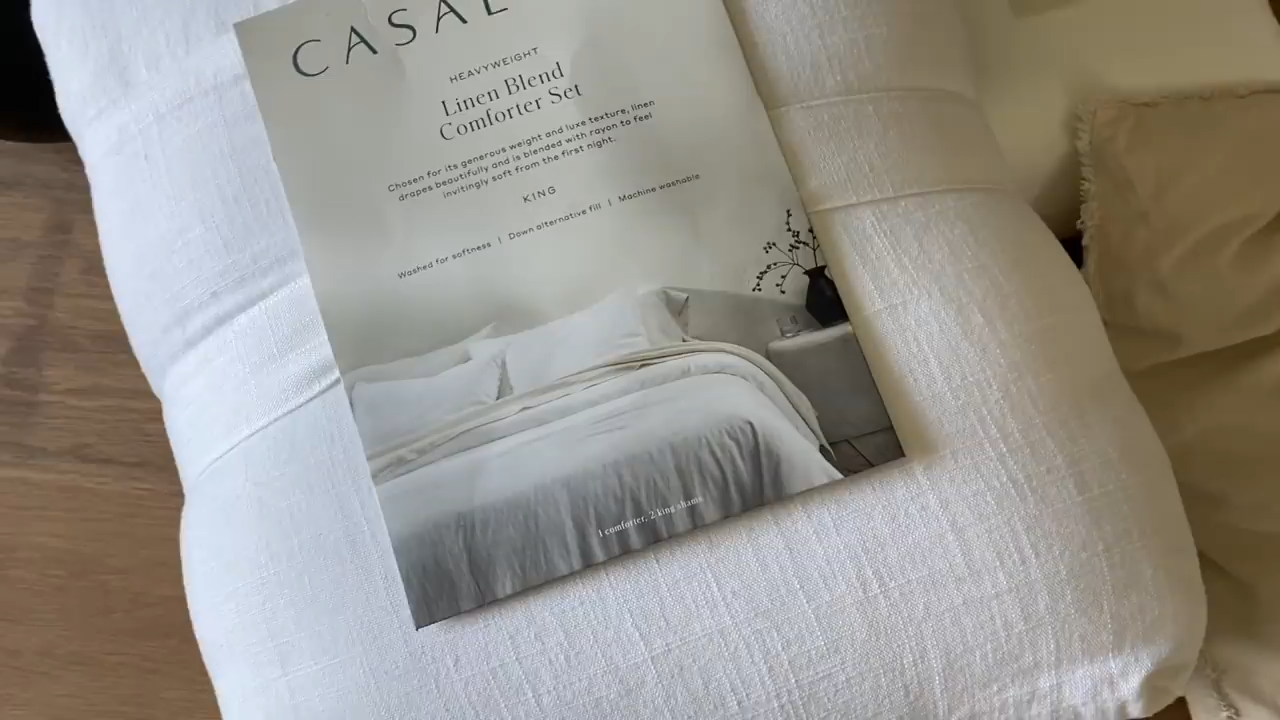 CASAL
HEAVYWEIGHT
Linen Blend
Comforter Set
Chosen for its generous weight and luxe texture, linen
drapes beautifully and is blended with rayon to feel
invitingly soft from the first night.
KING
Washed for softness | Down alternative fill | Machine washable
1 comforter, 2 king shams